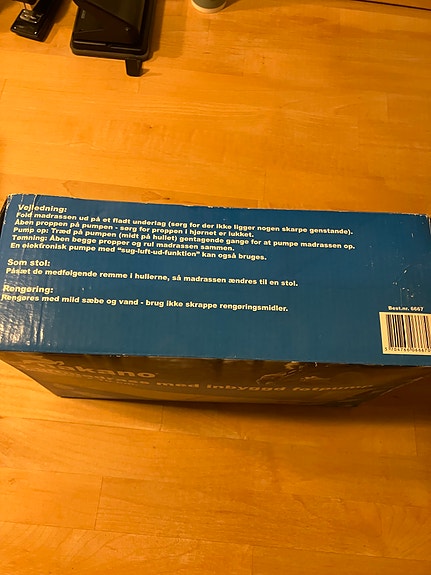 Vejledning:
Fold madrassen ud på et fladt underlag (sørg for der ikke ligger nogen skarpe genstande).
Åben proppen på pumpen - sørg for proppen i hjørnet er lukket.
Pump op: Træd på pumpen (midt på hullet) gentagende gange for at pumpe madrassen op.
Tømning: Åben begge propper og rul madrassen sammen.
En elektronisk pumpe med "sug-luft-ud-funktion" kan også bruges.
Som stol:
Påsæt de medfølgende remme i hullerne, så madrassen ændres til en stol.
Rengøring:
Rengøres med mild sæbe og vand - brug ikke skrappe rengøringsmidler.
Best.nr. 6667
med indbygget